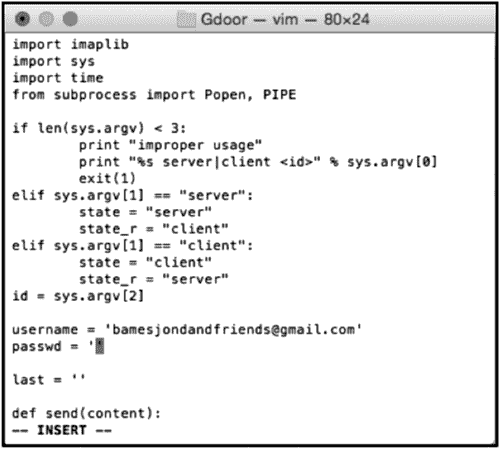 Gdoor — vim — 80×24
import imaplib
import sys
import time
from subprocess import Popen, PIPE
if len(sys.argv) < 3:
        print "improper usage"
        print "%s server|client <id>" % sys.argv[0]
        exit(1)
elif sys.argv[1] == "server":
        state = "server"
        state_r = "client"
elif sys.argv[1] == "client":
        state = "client"
        state_r = "server"
id = sys.argv[2]
username = 'bamesjondandfriends@gmail.com'
passwd = ''
last = ''
def send(content):
-- INSERT --